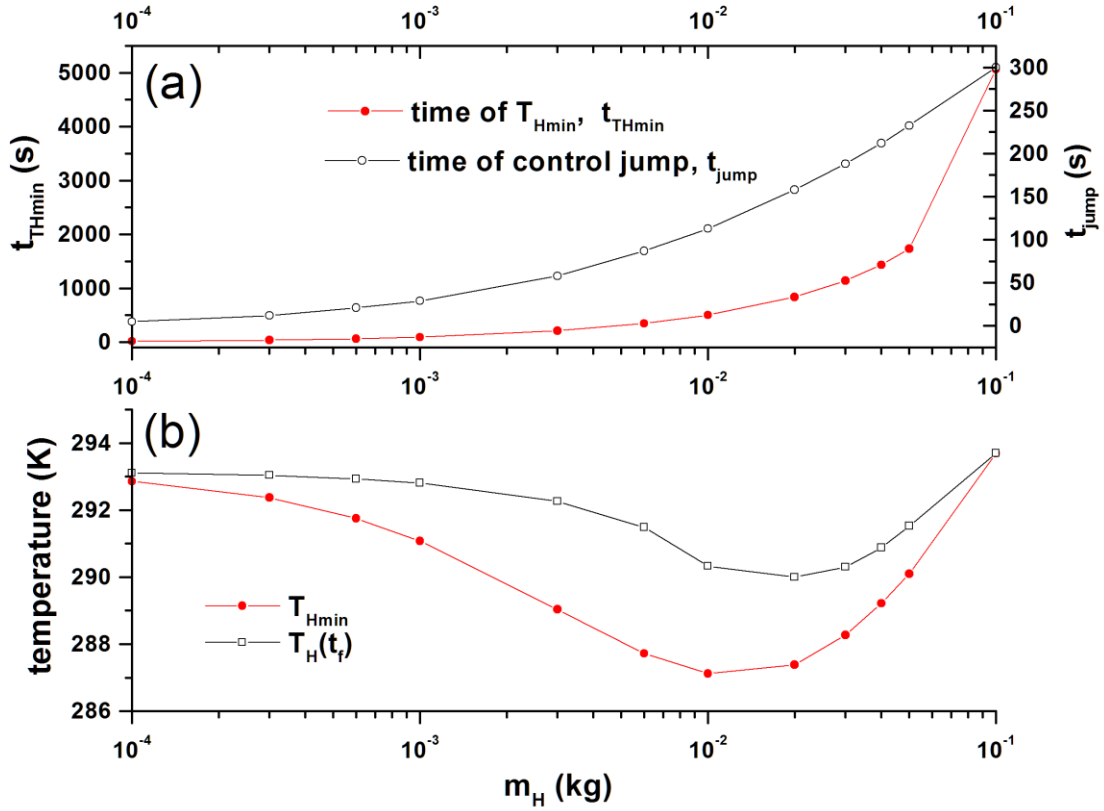 10⁻⁴ 10⁻³ 10⁻² 10⁻¹
(a)
5000
4000
3000
2000
1000
0
t_THmin (s)
300
250
200
150
100
50
0
t_jump (s)
time of T_Hmin, t_THmin
time of control jump, t_jump
10⁻⁴ 10⁻³ 10⁻² 10⁻¹
(b)
294
292
290
288
286
temperature (K)
T_Hmin
T_H(t_f)
10⁻⁴ 10⁻³ 10⁻² 10⁻¹
m_H (kg)